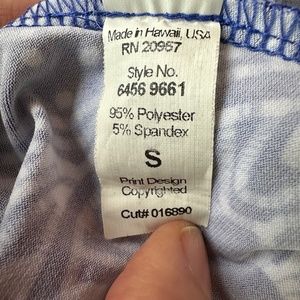 Made in Hawaii, USA
RN 20957
Style No.
6456 9661
95% Polyester
5% Spandex
S
Print Design
Copyrighted
Cut# 016890